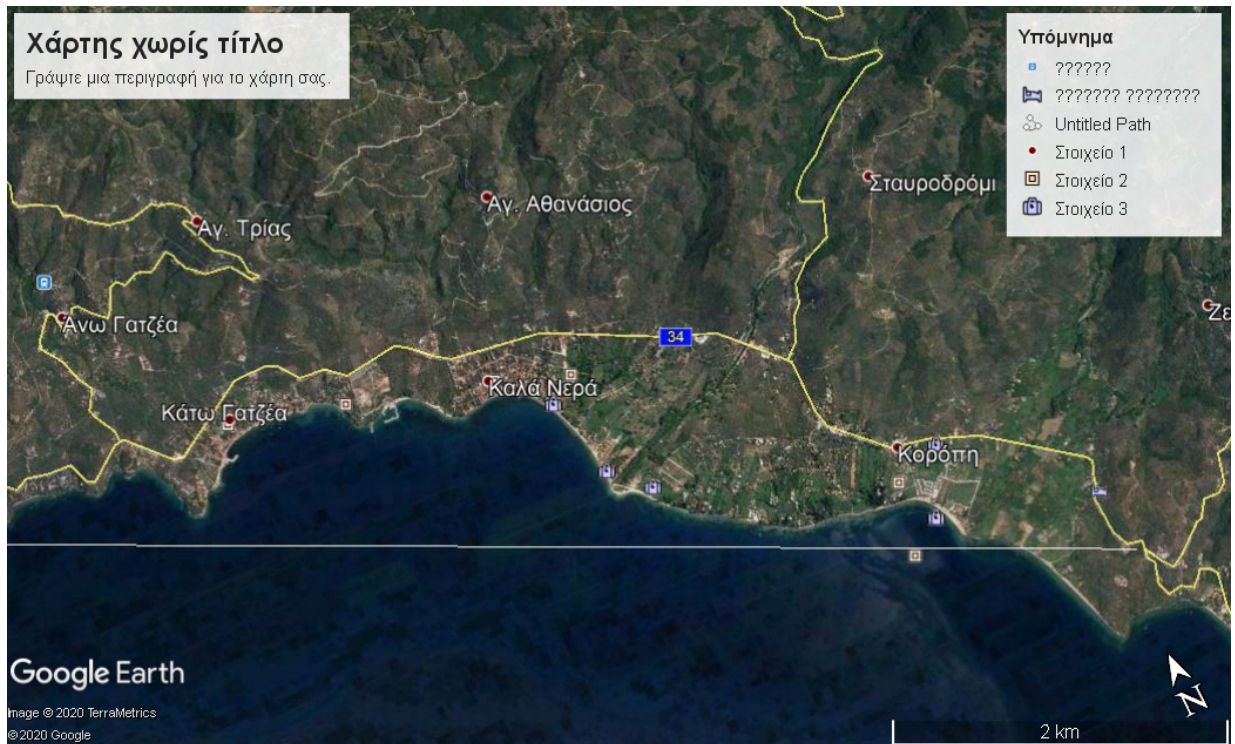 Χάρτης χωρίς τίτλο
Γράψτε μια περιγραφή για το χάρτη σας.
Υπόμνημα
??????
??????? ????????
Untitled Path
Στοιχείο 1
Στοιχείο 2
Στοιχείο 3
Σταυροδρόμι
Αγ. Αθανάσιος
Αγ. Τρίας
Ζε
Άνω Γατζέα
34
Καλά Νερά
Κάτω Γατζέα
Κορόπη
Google Earth
Image © 2020 TerraMetrics
© 2020 Google
N
2 km